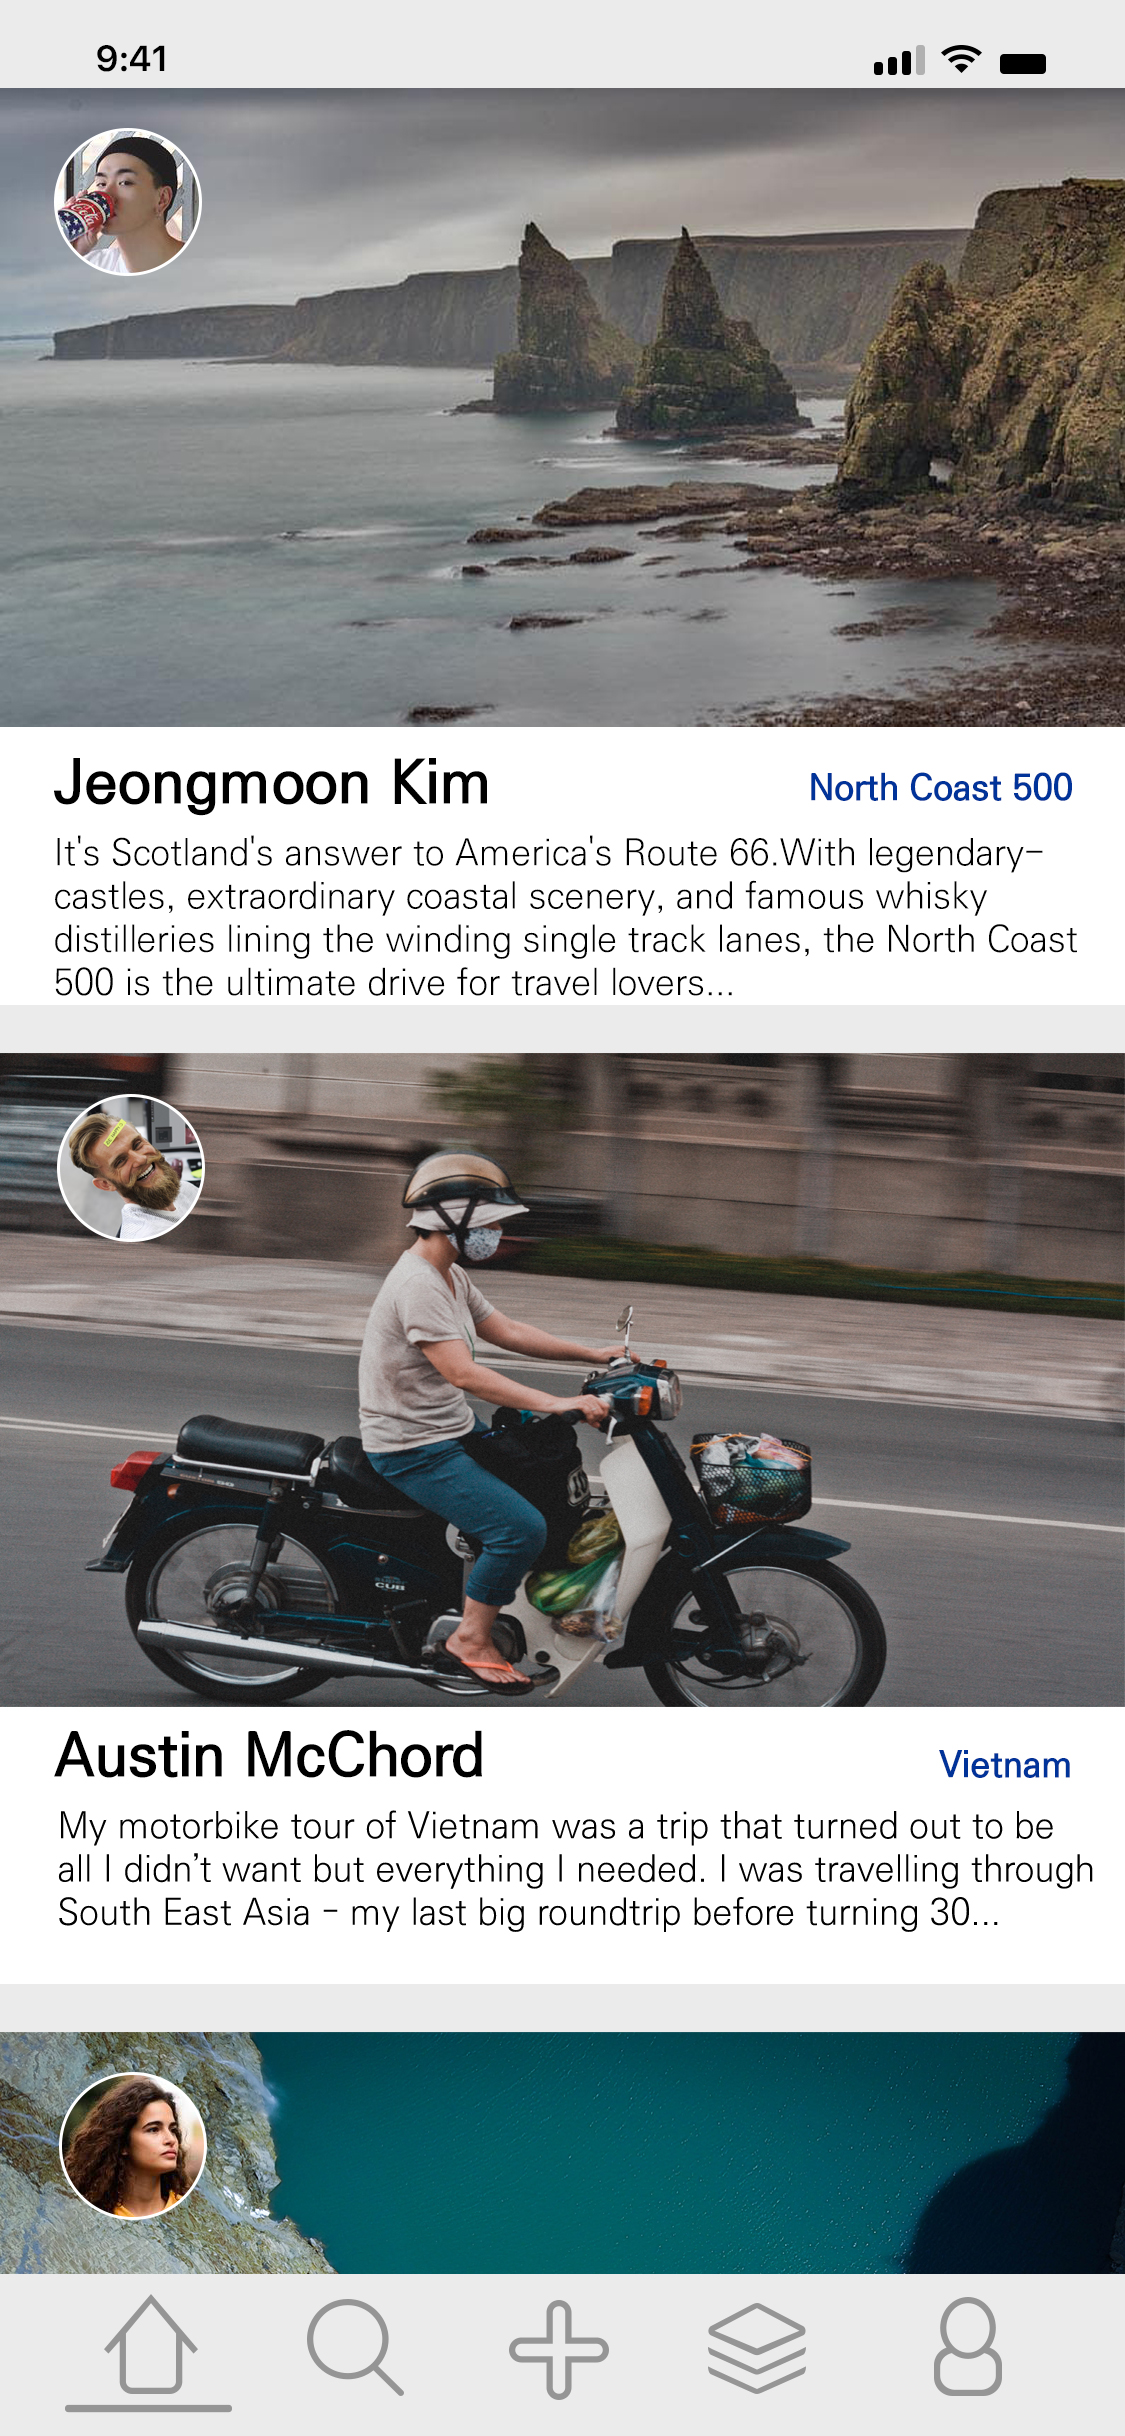 9:41
Coca-Cola
Jeongmoon Kim
North Coast 500
It's Scotland's answer to America's Route 66.With legendary-
castles, extraordinary coastal scenery, and famous whisky
distilleries lining the winding single track lanes, the North Coast
500 is the ultimate drive for travel lovers...
CUB
Austin McChord
Vietnam
My motorbike tour of Vietnam was a trip that turned out to be
all I didn’t want but everything I needed. I was travelling through
South East Asia - my last big roundtrip before turning 30...